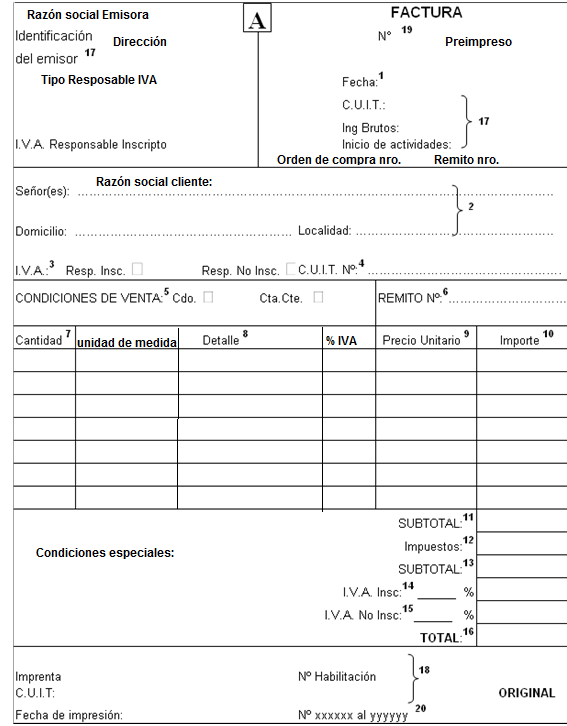 Razón social Emisora
A
FACTURA
Identificación
Dirección
Nº 19 Preimpreso
del emisor 17
Tipo Resposable IVA
Fecha:1
C.U.I.T.:
Ing Brutos:
17
I.V.A. Responsable Inscripto
Inicio de actividades:
Orden de compra nro. Remito nro.
Razón social cliente:
Señor(es): ............
2
Domicilio: ............ Localidad: ............
I.V.A.:3 Resp. Insc. ☐ Resp. No Insc. ☐ C.U.I.T. Nº:4 ............
CONDICIONES DE VENTA:5 Cdo. ☐ Cta.Cte. ☐ REMITO Nº:6............
Cantidad 7 unidad de medida Detalle 8 % IVA Precio Unitario 9 Importe 10
SUBTOTAL:11
Impuestos:12
Condiciones especiales:
SUBTOTAL:13
I.V.A. Insc:14 ______ %
I.V.A. No Insc:15 ______ %
TOTAL:16
Imprenta Nº Habilitación 18
C.U.I.T: ORIGINAL
Fecha de impresión: Nº xxxxxx al yyyyyy 20